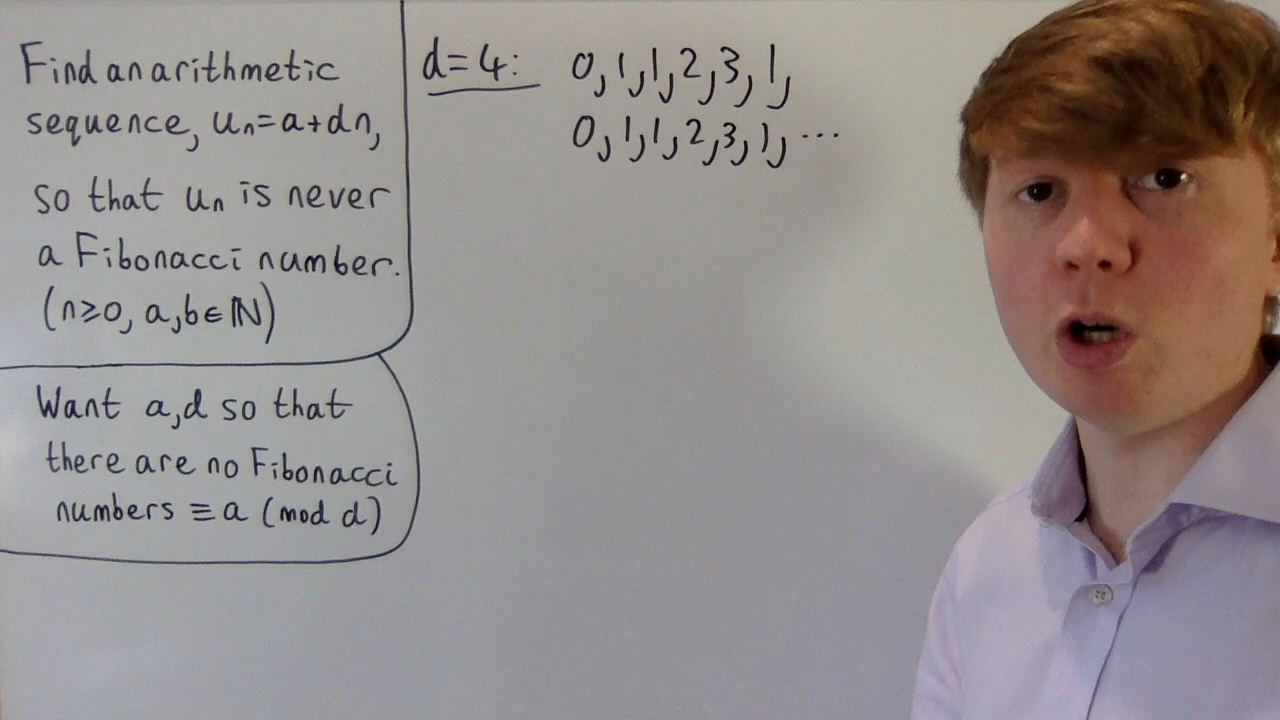 Find an arithmetic
sequence, uₙ=a+dn,
so that uₙ is never
a Fibonacci number.
(n≥0, a,b∈ℕ)
Want a,d so that
there are no Fibonacci
numbers ≡ a (mod d)
d=4: 0,1,1,2,3,1,
0,1,1,2,3,1,⋯